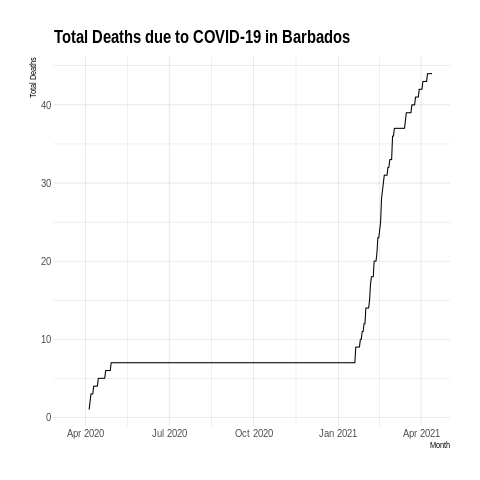 Total Deaths due to COVID-19 in Barbados
Total Deaths
40
30
20
10
0
Apr 2020 Jul 2020 Oct 2020 Jan 2021 Apr 2021
Month